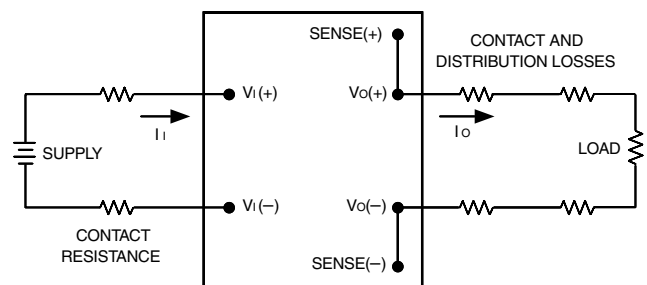 SENSE(+)
CONTACT AND
DISTRIBUTION LOSSES
VI(+)
VO(+)
II
IO
SUPPLY
LOAD
VI(–)
VO(–)
CONTACT
RESISTANCE
SENSE(–)